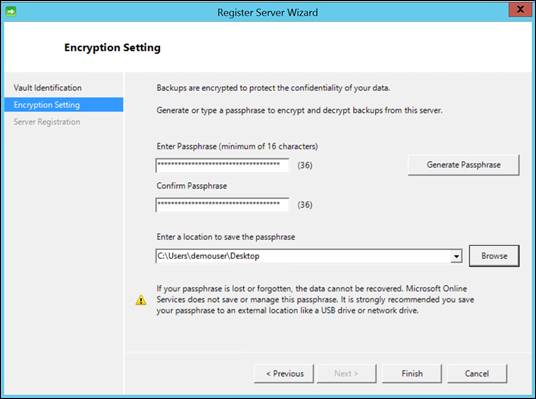 Register Server Wizard
X
Encryption Setting
Vault Identification
Encryption Setting
Server Registration
Backups are encrypted to protect the confidentiality of your data.
Generate or type a passphrase to encrypt and decrypt backups from this server.
Enter Passphrase (minimum of 16 characters)
************************************ (36)
Generate Passphrase
Confirm Passphrase
************************************ (36)
Enter a location to save the passphrase
C:\Users\demouser\Desktop
Browse
If your passphrase is lost or forgotten, the data cannot be recovered. Microsoft Online
Services does not save or manage this passphrase. It is strongly recommended you save
your passphrase to an external location like a USB drive or network drive.
< Previous
Next >
Finish
Cancel